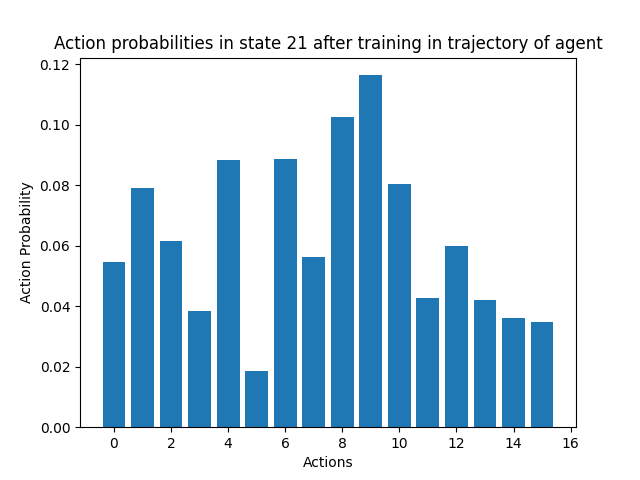 Action probabilities in state 21 after training in trajectory of agent
0.12
0.10
0.08
0.06
0.04
0.02
0.00
Action Probability
0 2 4 6 8 10 12 14 16
Actions